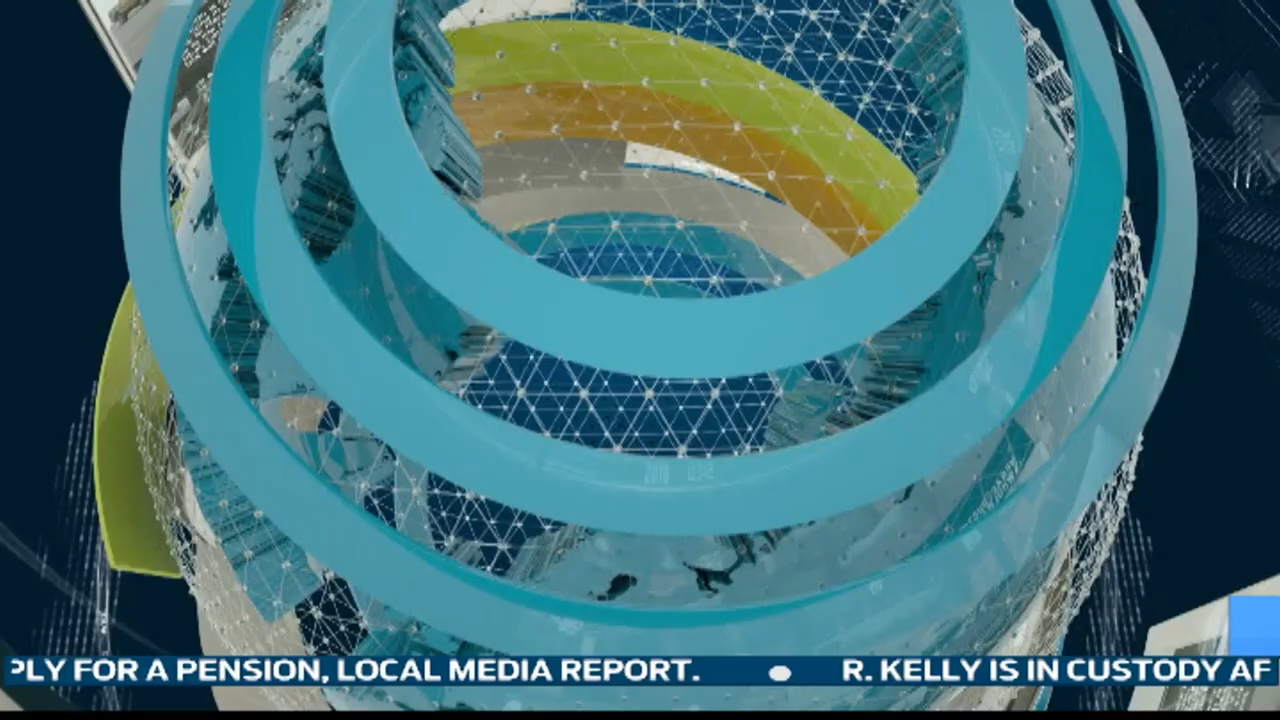 PLY FOR A PENSION, LOCAL MEDIA REPORT. ● R. KELLY IS IN CUSTODY AF